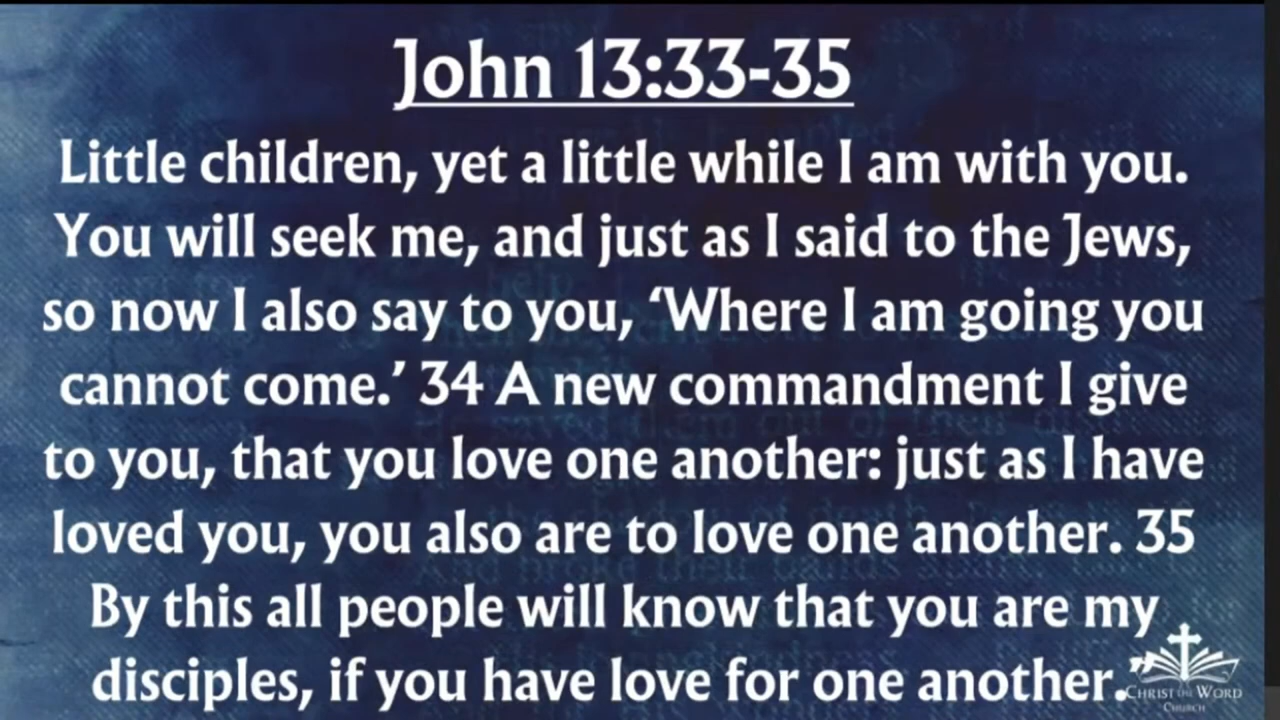 John 13:33-35
Little children, yet a little while I am with you.
You will seek me, and just as I said to the Jews,
so now I also say to you, ‘Where I am going you
cannot come.’ 34 A new commandment I give
to you, that you love one another: just as I have
loved you, you also are to love one another. 35
By this all people will know that you are my
disciples, if you have love for one another.”
CHRIST THE WORD
CHURCH